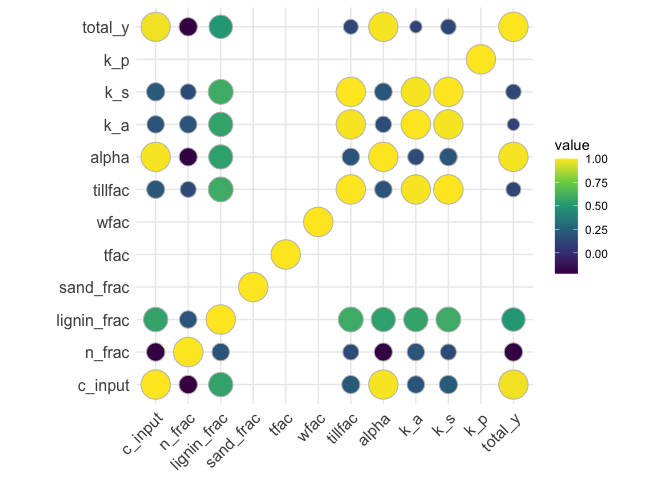 total_y
k_p
k_s
k_a
alpha
tillfac
wfac
tfac
sand_frac
lignin_frac
n_frac
c_input
c_input
n_frac
lignin_frac
sand_frac
tfac
wfac
tillfac
alpha
k_a
k_s
k_p
total_y
value
1.00
0.75
0.50
0.25
0.00